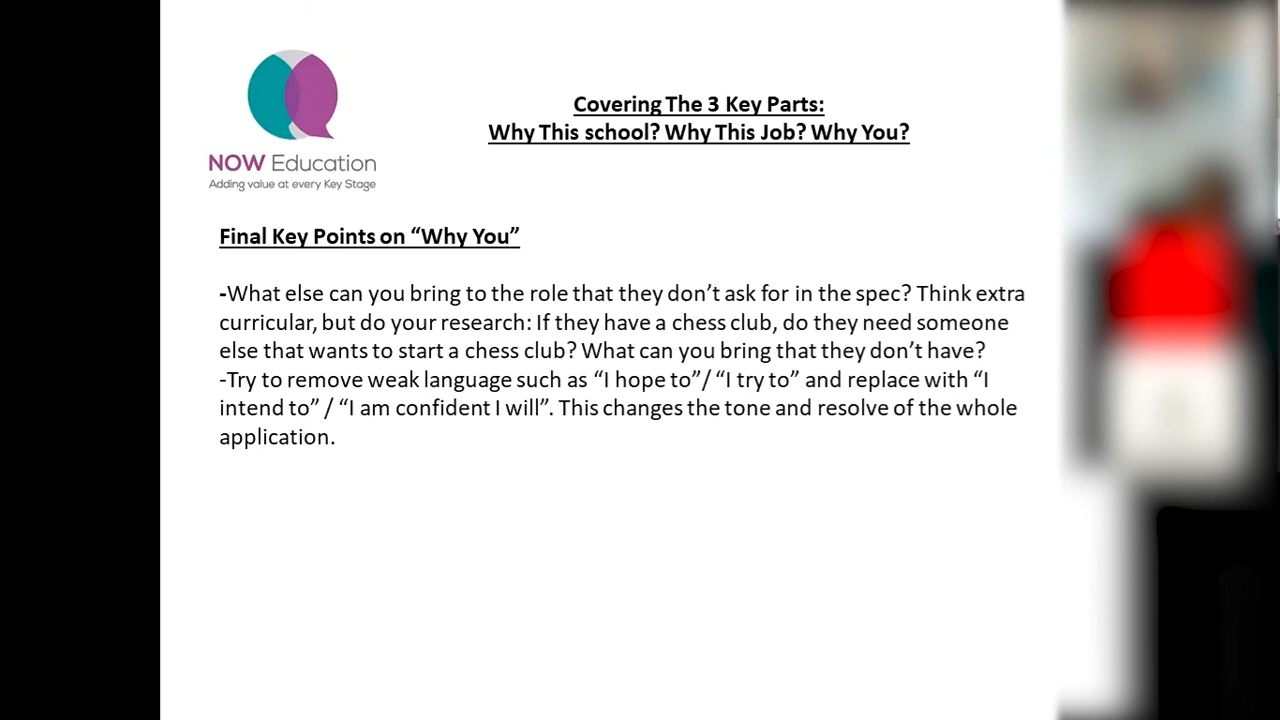 NOW Education
Adding value at every Key Stage
Covering The 3 Key Parts:
Why This school? Why This Job? Why You?
Final Key Points on “Why You”
-What else can you bring to the role that they don’t ask for in the spec? Think extra
curricular, but do your research: If they have a chess club, do they need someone
else that wants to start a chess club? What can you bring that they don’t have?
-Try to remove weak language such as “I hope to”/ “I try to” and replace with “I
intend to” / “I am confident I will”. This changes the tone and resolve of the whole
application.